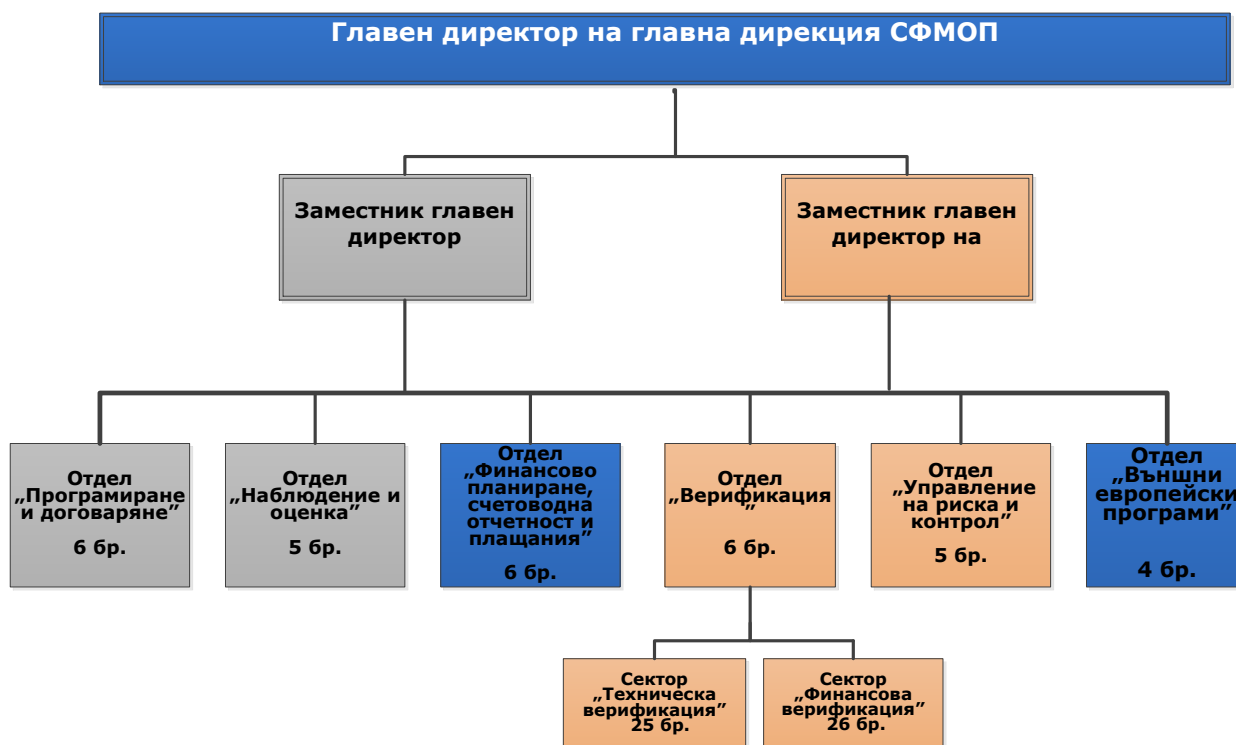 Главен директор на главна дирекция СФМОП
Заместник главен
директор
Заместник главен
директор на
Отдел
„Програмиране
и договаряне”
6 бр.
Отдел
„Наблюдение и
оценка”
5 бр.
Отдел
„Финансово
планиране,
счетоводна
отчетност и
плащания”
6 бр.
Отдел
„Верификация
”
6 бр.
Отдел
„Управление
на риска и
контрол”
5 бр.
Отдел
„Външни
европейски
програми”
4 бр.
Сектор
„Техническа
верификация”
25 бр.
Сектор
„Финансова
верификация”
26 бр.